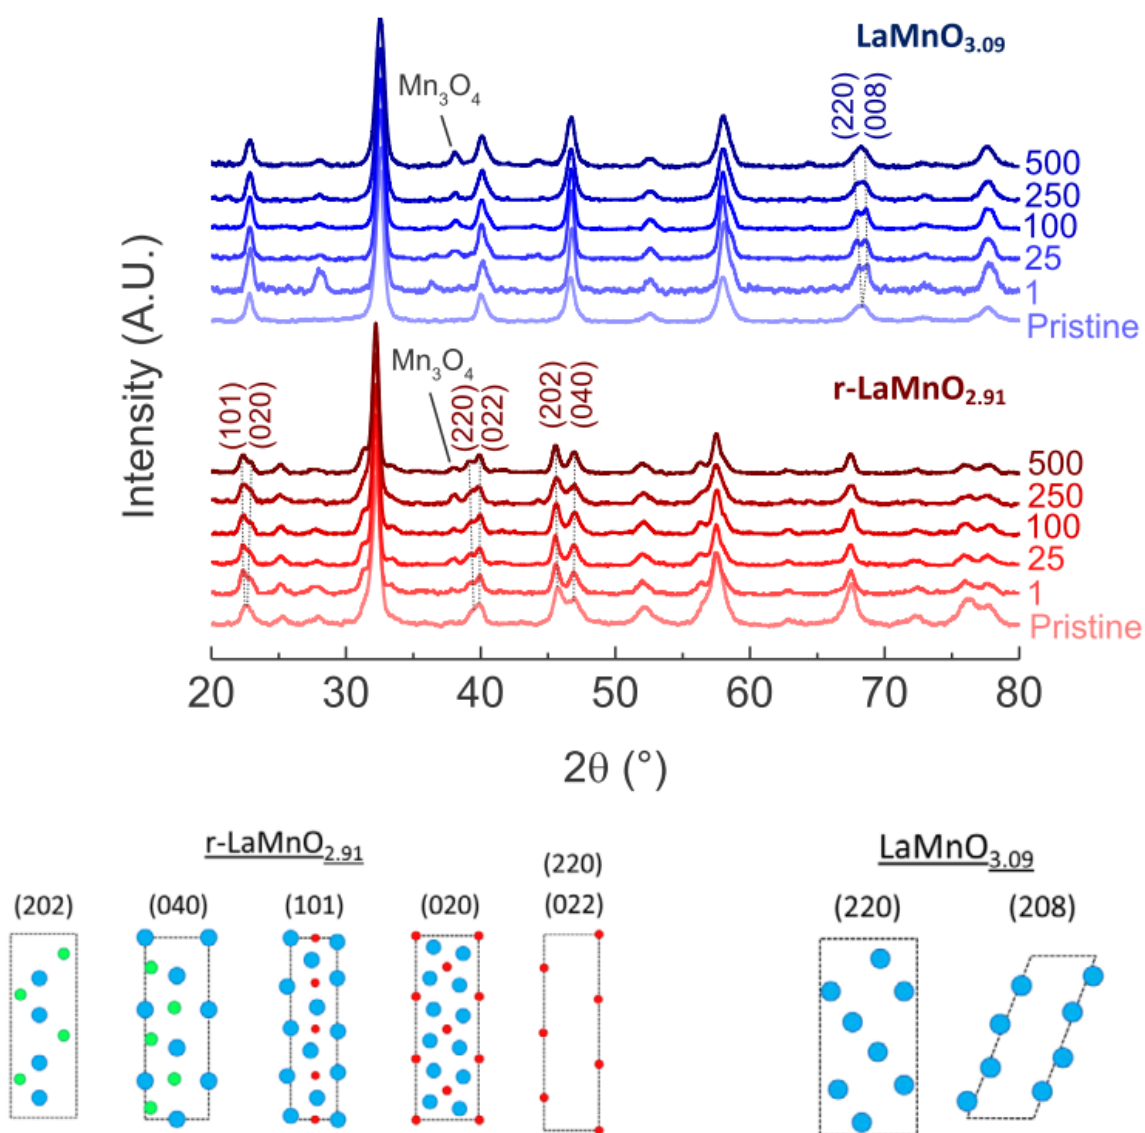 LaMnO3.09
Mn3O4
(220)
(008)
500
250
100
25
1
Pristine
Intensity (A.U.)
r-LaMnO2.91
Mn3O4
(101)
(020)
(220)
(022)
(202)
(040)
500
250
100
25
1
Pristine
20 30 40 50 60 70 80
2θ (°)
r-LaMnO2.91
LaMnO3.09
(220)
(202) (040) (101) (020) (022) (220) (208)